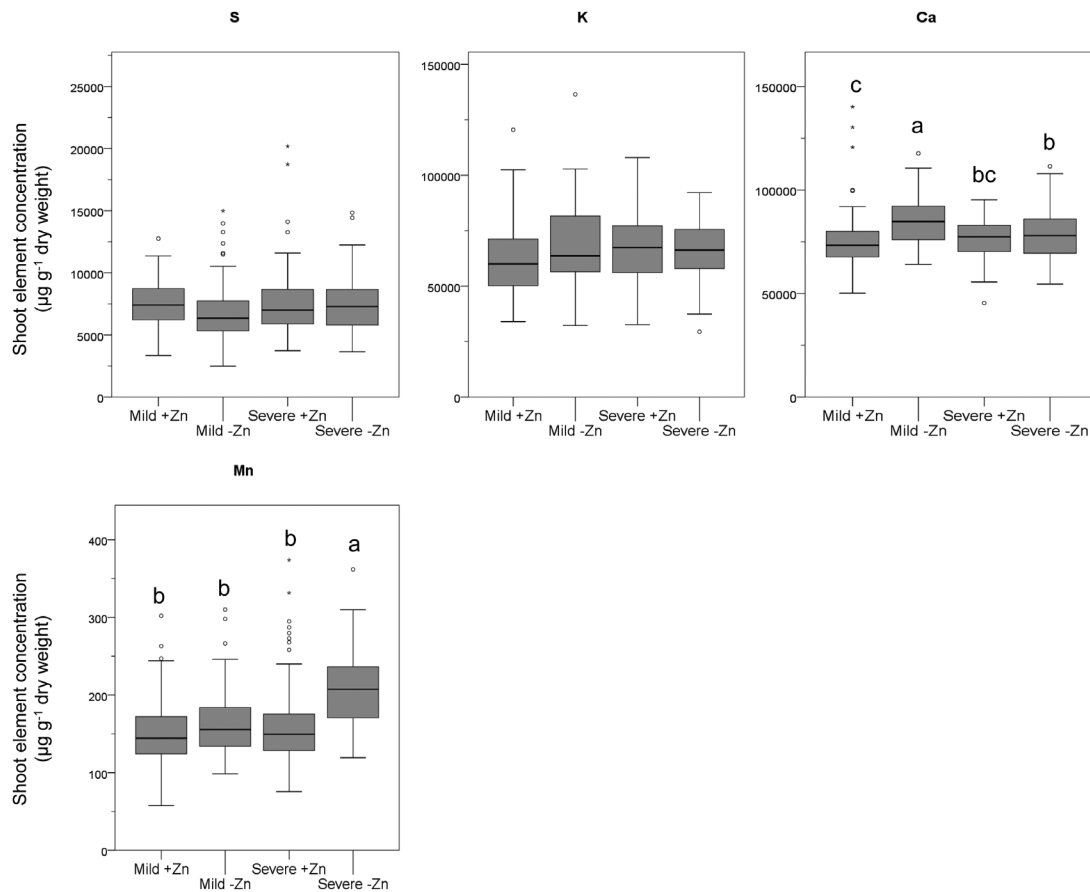 S
K
Ca
Shoot element concentration
(µg g⁻¹ dry weight)
25000
20000
15000
10000
5000
0
Mild +Zn
Mild -Zn
Severe +Zn
Severe -Zn
150000
100000
50000
0
Mild +Zn
Mild -Zn
Severe +Zn
Severe -Zn
150000
100000
50000
0
c
a
bc
b
Mild +Zn
Mild -Zn
Severe +Zn
Severe -Zn
Mn
Shoot element concentration
(µg g⁻¹ dry weight)
400
300
200
100
0
b
b
b
a
Mild +Zn
Mild -Zn
Severe +Zn
Severe -Zn